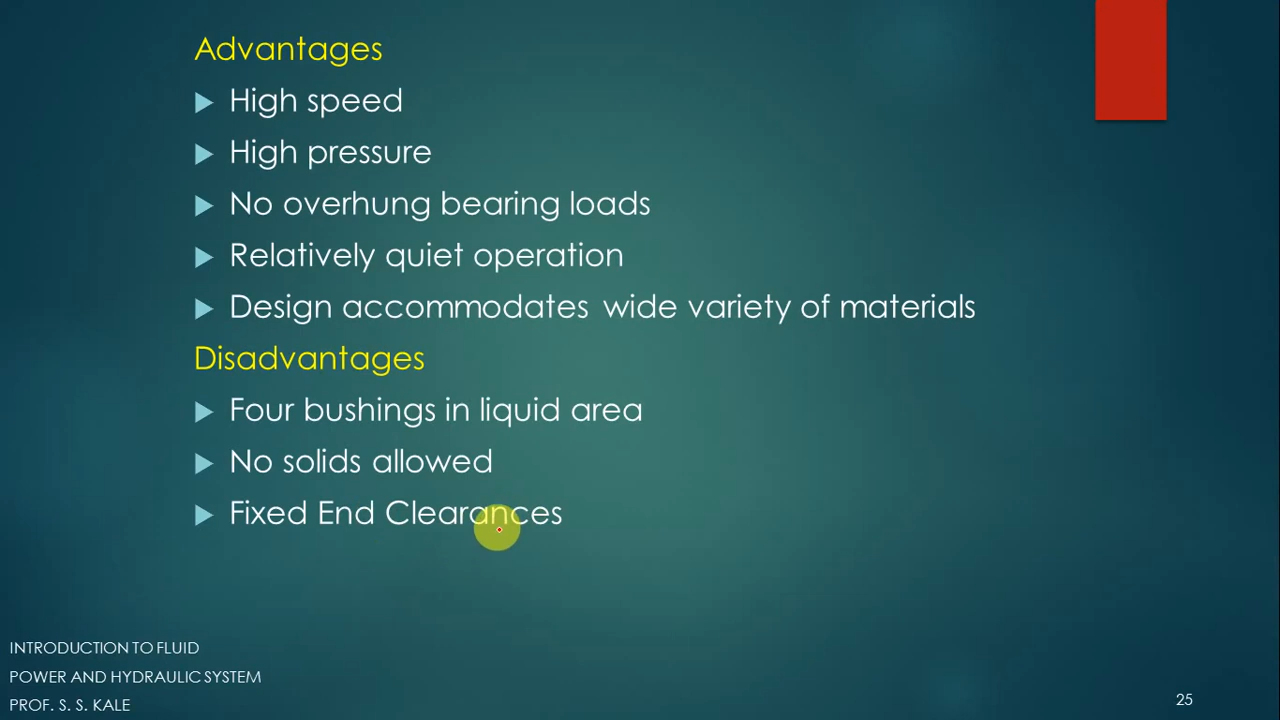 Advantages
High speed
High pressure
No overhung bearing loads
Relatively quiet operation
Design accommodates wide variety of materials
Disadvantages
Four bushings in liquid area
No solids allowed
Fixed End Clearances
INTRODUCTION TO FLUID
POWER AND HYDRAULIC SYSTEM
PROF. S. S. KALE
25